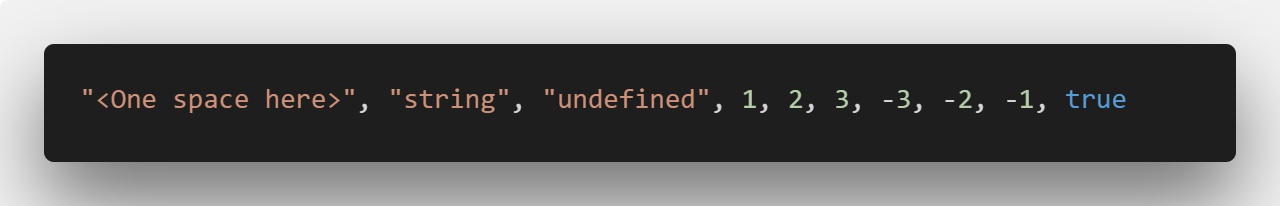 "<One space here>", "string", "undefined", 1, 2, 3, -3, -2, -1, true